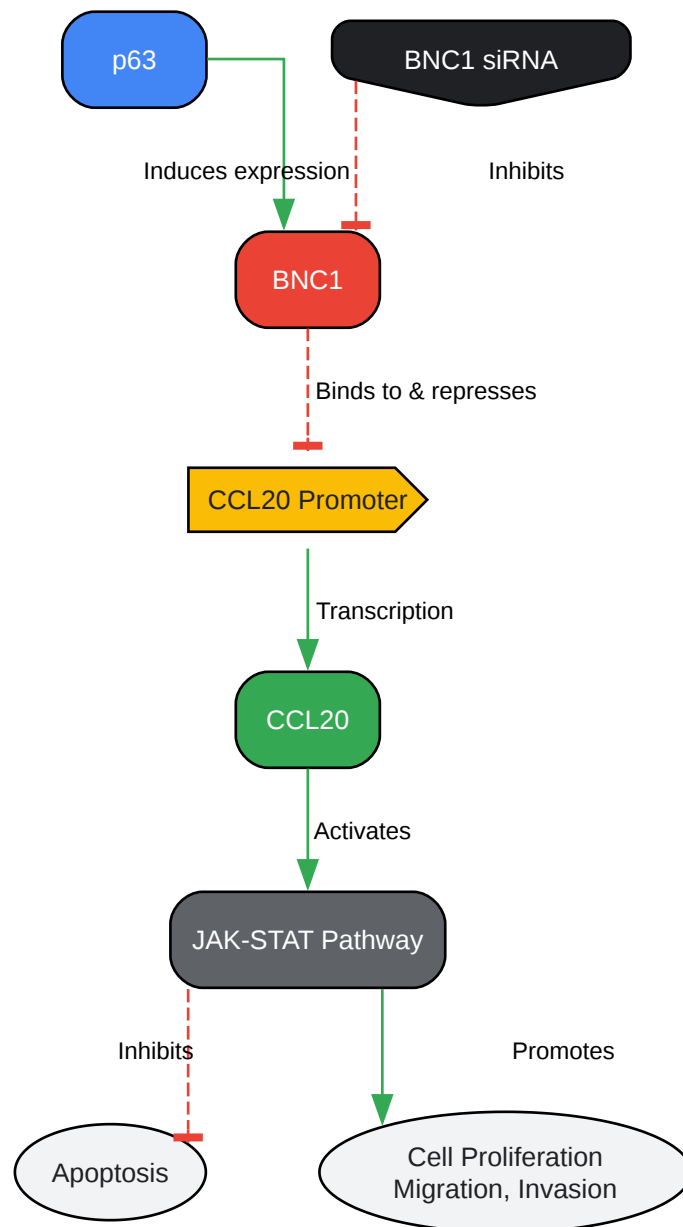 p63
BNC1 siRNA
Induces expression
Inhibits
BNC1
Binds to & represses
CCL20 Promoter
Transcription
CCL20
Activates
JAK-STAT Pathway
Inhibits
Promotes
Apoptosis
Cell Proliferation
Migration, Invasion